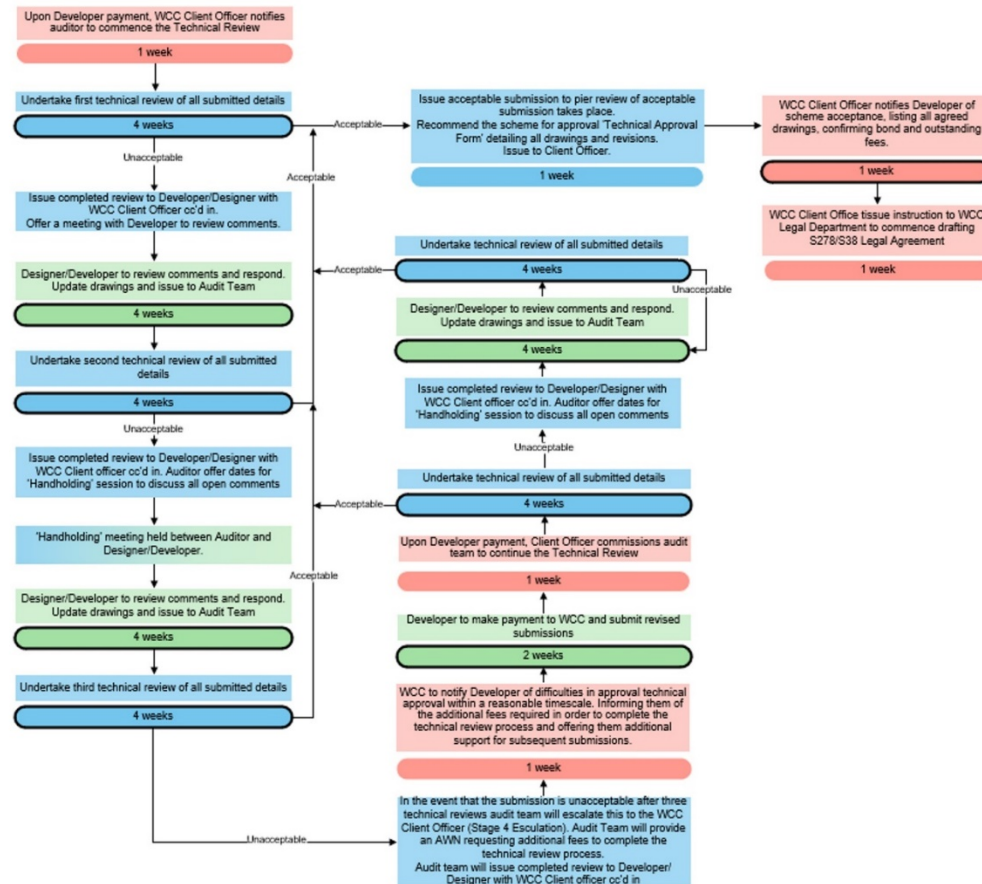 Upon Developer payment, WCC Client Officer notifies
auditor to commence the Technical Review
1 week
Undertake first technical review of all submitted details
4 weeks
Unacceptable
Issue completed review to Developer/Designer with
WCC Client Officer cc'd in.
Offer a meeting with Developer to review comments.
Designer/Developer to review comments and respond.
Update drawings and issue to Audit Team
4 weeks
Undertake second technical review of all submitted
details
4 weeks
Unacceptable
Issue completed review to Developer/Designer with
WCC Client officer cc'd in. Auditor offer dates for
'Handholding' session to discuss all open comments
'Handholding' meeting held between Auditor and
Designer/Developer.
Designer/Developer to review comments and respond.
Update drawings and issue to Audit Team
4 weeks
Undertake third technical review of all submitted details
4 weeks
Unacceptable
Acceptable
Acceptable
Acceptable
Issue acceptable submission to pier review of acceptable
submission takes place.
Recommend the scheme for approval 'Technical Approval
Form' detailing all drawings and revisions.
Issue to Client Officer.
1 week
WCC Client Officer notifies Developer of
scheme acceptance, listing all agreed
drawings, confirming bond and outstanding
fees.
1 week
WCC Client Office tissue instruction to WCC
Legal Department to commence drafting
S278/S38 Legal Agreement
1 week
Undertake technical review of all submitted details
Acceptable
4 weeks
Unacceptable
Designer/Developer to review comments and respond.
Update drawings and issue to Audit Team
4 weeks
Issue completed review to Developer/Designer with
WCC Client officer cc'd in. Auditor offer dates for
'Handholding' session to discuss all open comments
Unacceptable
Undertake technical review of all submitted details
Acceptable
4 weeks
Upon Developer payment, Client Officer commissions audit
team to continue the Technical Review
1 week
Developer to make payment to WCC and submit revised
submissions
2 weeks
WCC to notify Developer of difficulties in approval technical
approval within a reasonable timescale. Informing them of
of the additional fees required in order to complete the
technical review process and offering them additional
support for subsequent submissions.
1 week
In the event that the submission is unacceptable after three
technical reviews audit team will escalate this to the WCC
Client Officer (Stage 4 Esculation). Audit Team will provide
an AWN requesting additional fees to complete the
technical review process.
Audit team will issue completed review to Developer/
Designer with WCC Client officer cc'd in